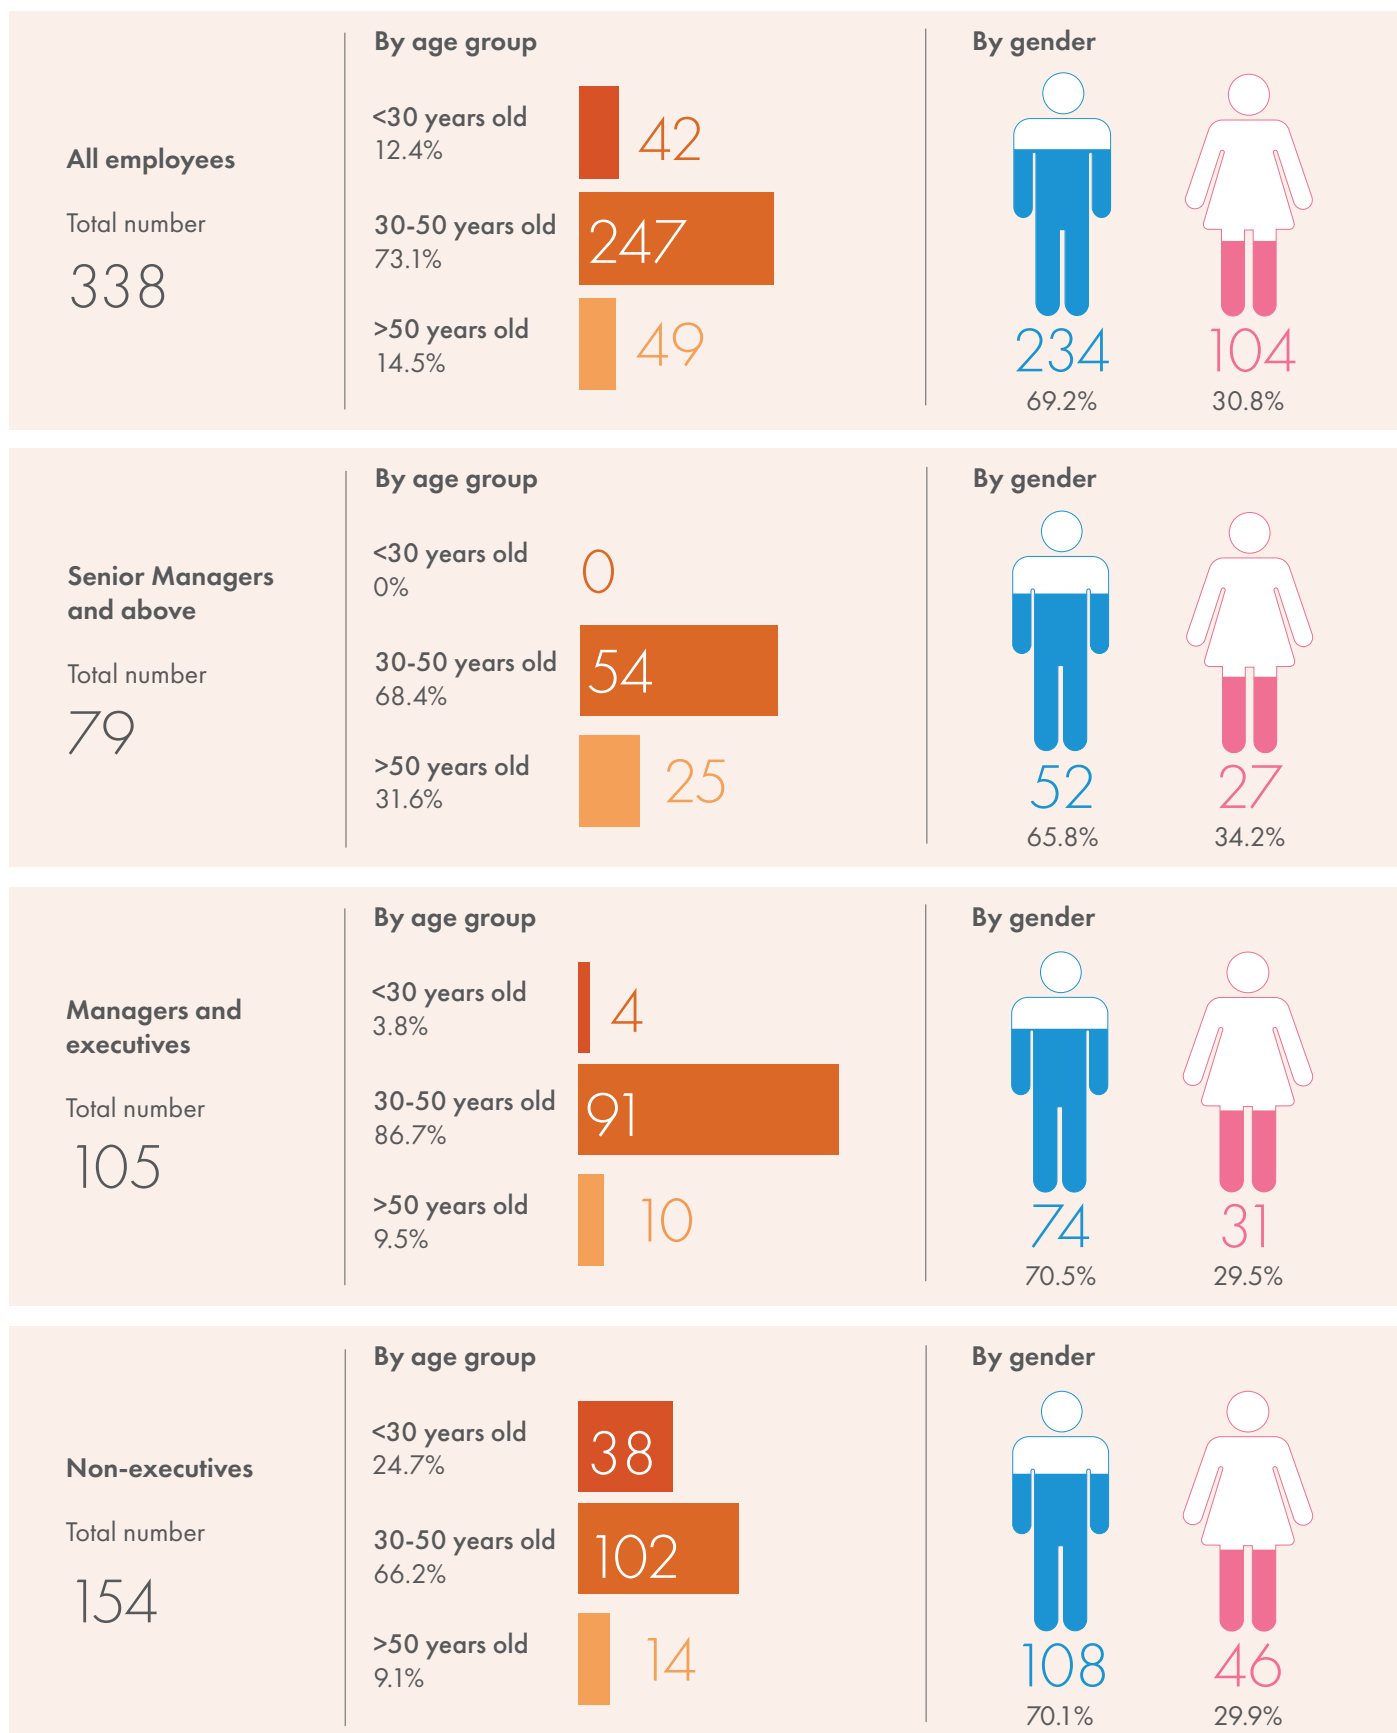 All employees
Total number
338
By age group
<30 years old
12.4%
42
30-50 years old
73.1%
247
>50 years old
14.5%
49
By gender
234
69.2%
104
30.8%
Senior Managers
and above
Total number
79
By age group
<30 years old
0%
0
30-50 years old
68.4%
54
>50 years old
31.6%
25
By gender
52
65.8%
27
34.2%
Managers and
executives
Total number
105
By age group
<30 years old
3.8%
4
30-50 years old
86.7%
91
>50 years old
9.5%
10
By gender
74
70.5%
31
29.5%
Non-executives
Total number
154
By age group
<30 years old
24.7%
38
30-50 years old
66.2%
102
>50 years old
9.1%
14
By gender
108
70.1%
46
29.9%